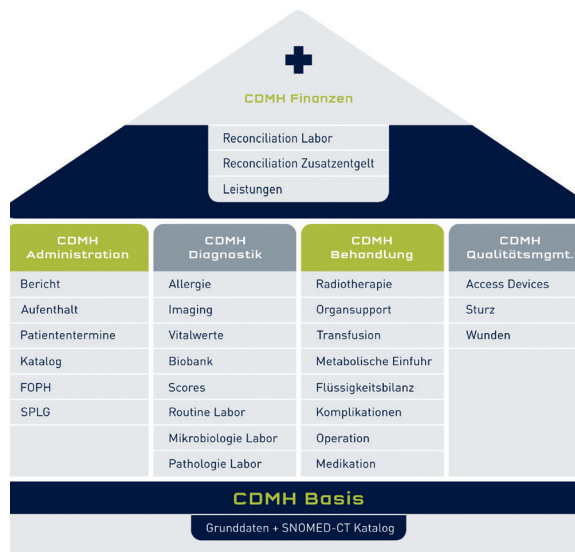 CDMH Finanzen
Reconciliation Labor
Reconciliation Zusatzentgelt
Leistungen
CDMH
Administration
Bericht
Aufenthalt
Patiententermine
Katalog
FOPH
SPLG
CDMH
Diagnostik
Allergie
Imaging
Vitalwerte
Biobank
Scores
Routine Labor
Mikrobiologie Labor
Pathologie Labor
CDMH
Behandlung
Radiotherapie
Organsupport
Transfusion
Metabolische Einfuhr
Flüssigkeitsbilanz
Komplikationen
Operation
Medikation
CDMH
Qualitätsmgmt.
Access Devices
Sturz
Wunden
CDMH Basis
Grunddaten + SNOMED-CT Katalog